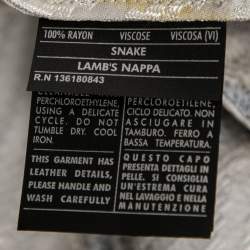 100% RAYON VISCOSE VISCOSA (VI)
SNAKE
LAMB'S NAPPA
R.N 136180843
PERCHLOROETHYLENE,
USING A DELICATE
CYCLE. DO NOT
TUMBLE DRY. COOL
IRON.
THIS GARMENT HAS
LEATHER DETAILS,
PLEASE HAND
WASH CAREFULLY
PERCLOROETILENE,
CICLO DELICATO. NON
ASCIUGARE IN
TAMBURO. FERRO A
BASSA TEMPERATURA.
QUESTO CAPO
PRESENTA DETTAGLI IN
PELLE. SI CONSIGLIA
UN'ESTREMA CURA
NEL LAVAGGIO E NELLA
MANUTENZIONE